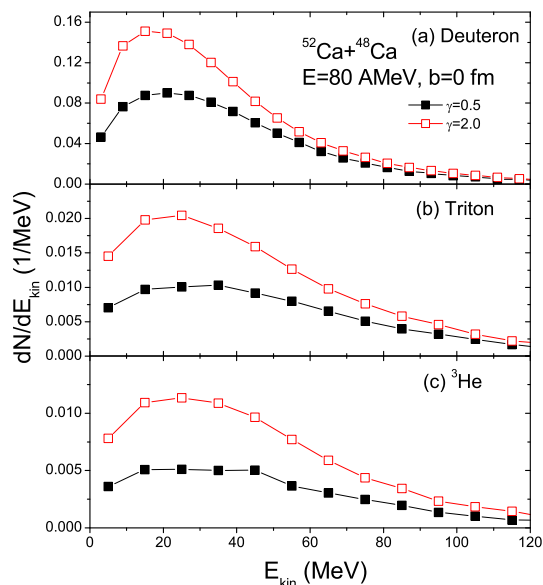 0.16
0.12
0.08
0.04
0.00
⁵²Ca+⁴⁸Ca
(a) Deuteron
E=80 AMeV, b=0 fm
γ=0.5
γ=2.0
0.020
0.015
0.010
0.005
0.000
(b) Triton
dN/dE_kin (1/MeV)
0.010
0.005
0.000
(c) ³He
0 20 40 60 80 100 120
E_kin (MeV)